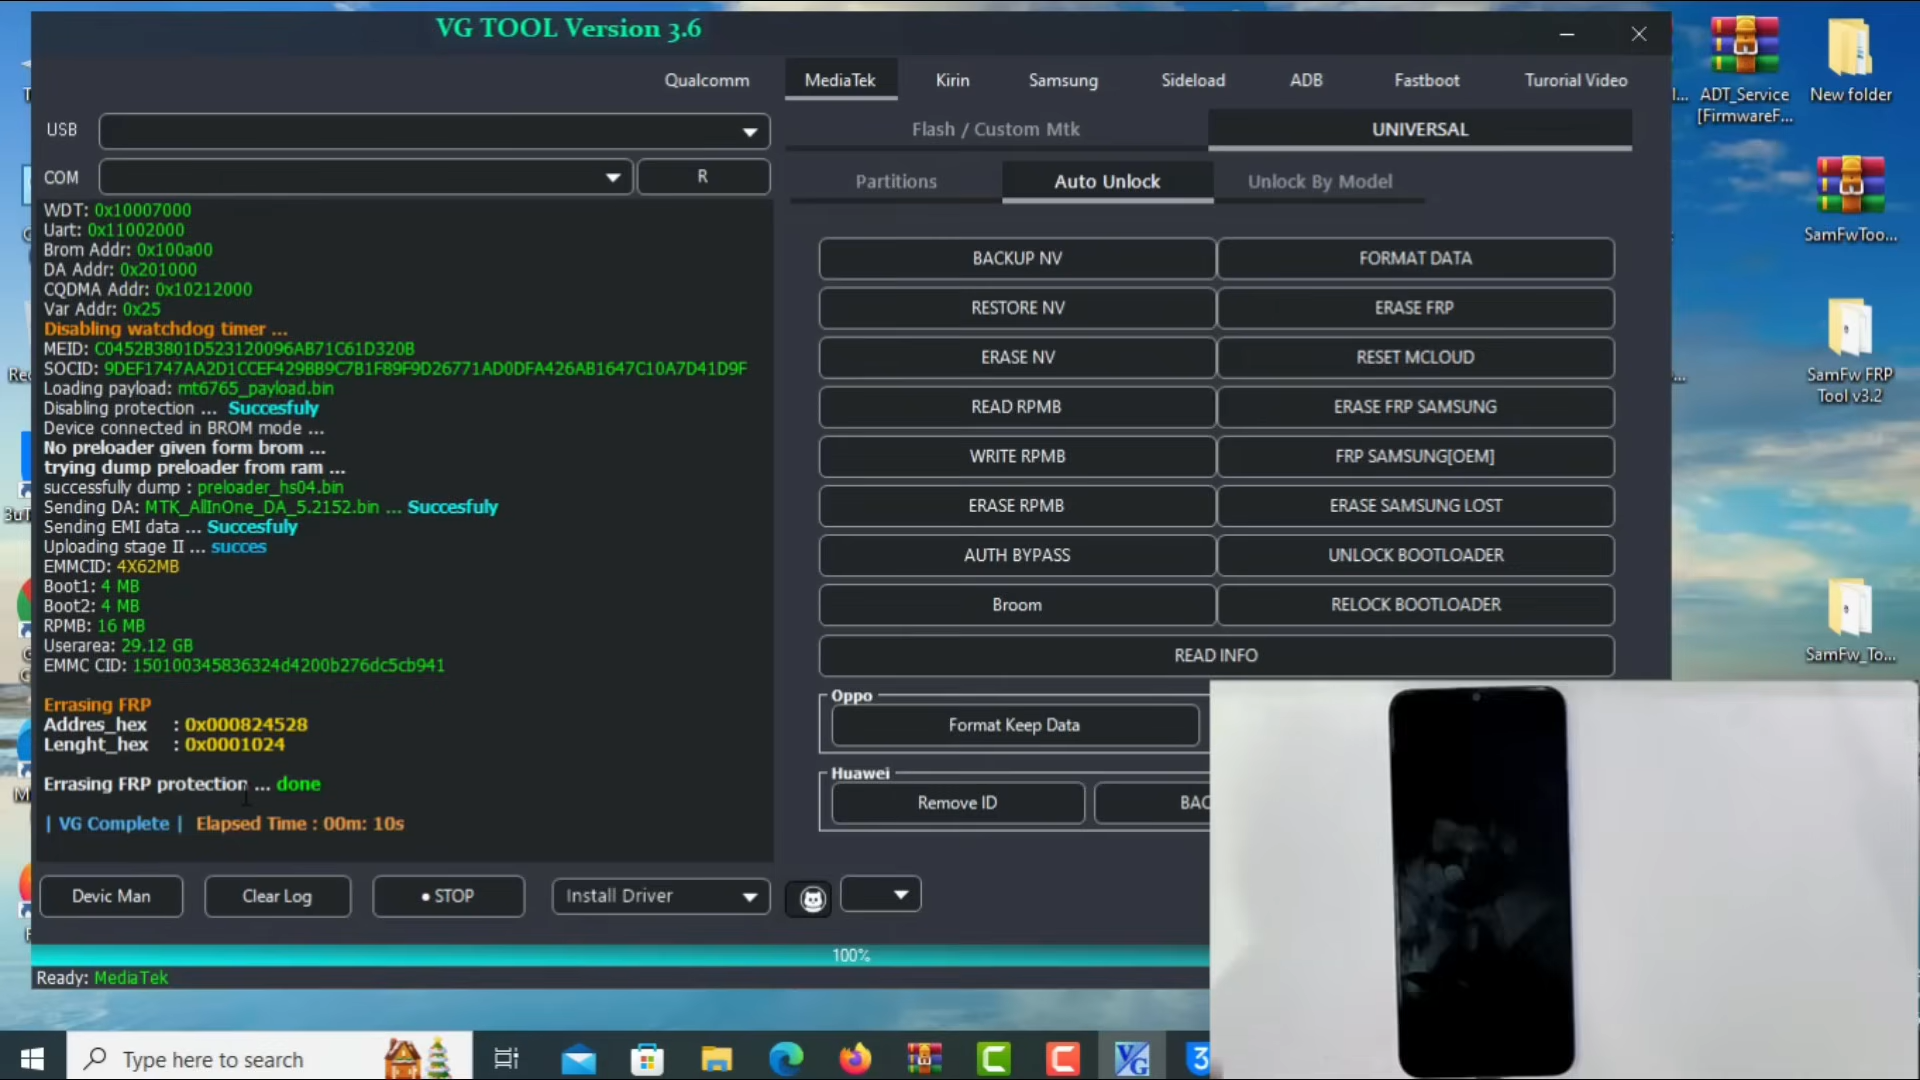 VG TOOL Version 3.6
Qualcomm
MediaTek
Kirin
Samsung
Sideload
ADB
Fastboot
Turorial Video
USB
COM
R
Flash / Custom Mtk
UNIVERSAL
Partitions
Auto Unlock
Unlock By Model
WDT: 0x10007000
Uart: 0x11002000
Brom Addr: 0x100a00
DA Addr: 0x201000
CQDMA Addr: 0x10212000
Var Addr: 0x25
Disabling watchdog timer ...
MEID: C0452B3801D523120096AB71C61D320B
SOCID: 9DEF1747AA2D1CCEF429BB9C7B1F89F9D26771AD0DFA426AB1647C10A7D41D9F
Loading payload: mt6765_payload.bin
Disabling protection ... Succesfuly
Device connected in BROM mode ...
No preloader given form brom ...
trying dump preloader from ram ...
successfully dump : preloader_hs04.bin
Sending DA: MTK_AllInOne_DA_5.2152.bin ... Succesfuly
Sending EMI data ... Succesfuly
Uploading stage II ... succes
EMMCID: 4X62MB
Boot1: 4 MB
Boot2: 4 MB
RPMB: 16 MB
Userarea: 29.12 GB
EMMC CID: 150100345836324d4200b276dc5cb941
Errasing FRP
Addres_hex : 0x000824528
Lenght_hex : 0x0001024
Errasing FRP protection ... done
| VG Complete | Elapsed Time : 00m: 10s
BACKUP NV
FORMAT DATA
RESTORE NV
ERASE FRP
ERASE NV
RESET MCLOUD
READ RPMB
ERASE FRP SAMSUNG
WRITE RPMB
FRP SAMSUNG[OEM]
ERASE RPMB
ERASE SAMSUNG LOST
AUTH BYPASS
UNLOCK BOOTLOADER
Broom
RELOCK BOOTLOADER
READ INFO
Oppo
Format Keep Data
Huawei
Remove ID
BAC
Devic Man
Clear Log
• STOP
Install Driver
100%
Ready: MediaTek
ADT_Service
[FirmwareF...
New folder
SamFwToo...
SamFw FRP
Tool v3.2
SamFw_To...
Type here to search